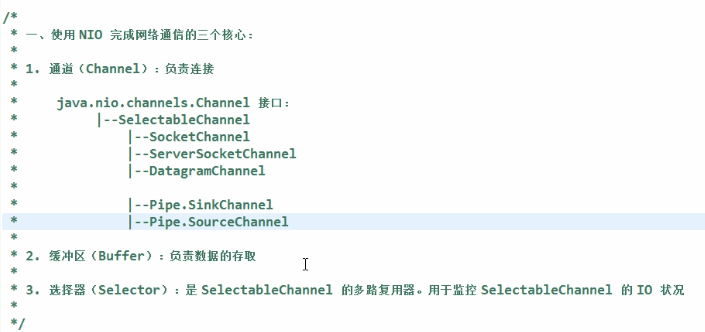 /*
 * 一、使用NIO 完成网络通信的三个核心：
 *
 * 1. 通道（Channel）：负责连接
 *
 *     java.nio.channels.Channel 接口：
 *          |--SelectableChannel
 *              |--SocketChannel
 *              |--ServerSocketChannel
 *              |--DatagramChannel
 *
 *              |--Pipe.SinkChannel
 *              |--Pipe.SourceChannel
 *
 * 2. 缓冲区（Buffer）：负责数据的存取
 *
 * 3. 选择器（Selector）：是 SelectableChannel 的多路复用器。用于监控 SelectableChannel 的 IO 状况
 *
 */